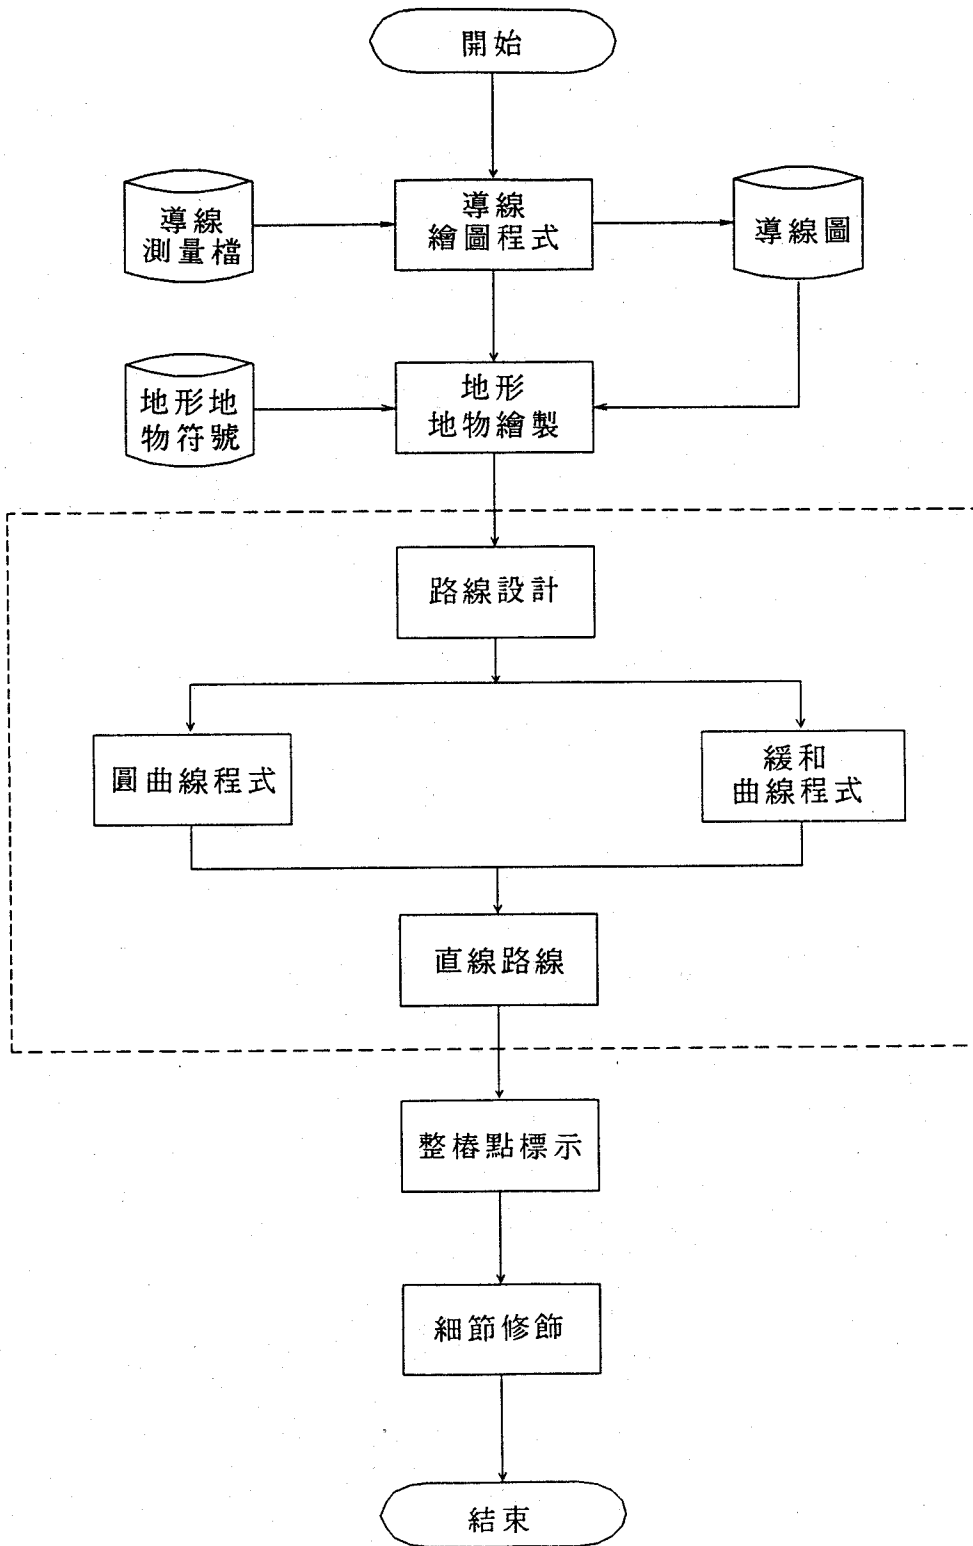 開始
導線
測量檔
導線
繪圖程式
導線圖
地形地
物符號
地形
地物繪製
路線設計
圓曲線程式
緩和
曲線程式
直線路線
整樁點標示
細節修飾
結束